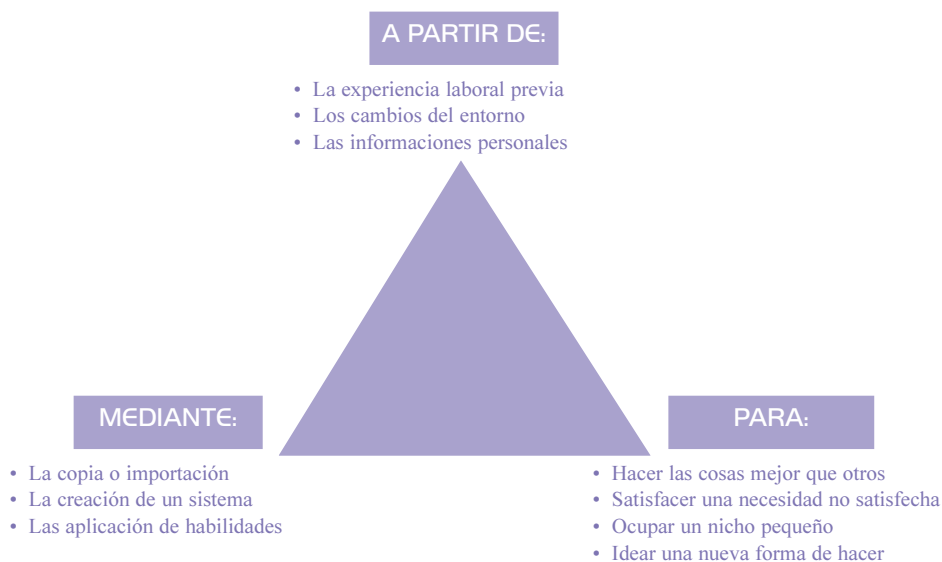 A PARTIR DE:
• La experiencia laboral previa
• Los cambios del entorno
• Las informaciones personales
MEDIANTE:
• La copia o importación
• La creación de un sistema
• Las aplicación de habilidades
PARA:
• Hacer las cosas mejor que otros
• Satisfacer una necesidad no satisfecha
• Ocupar un nicho pequeño
• Idear una nueva forma de hacer